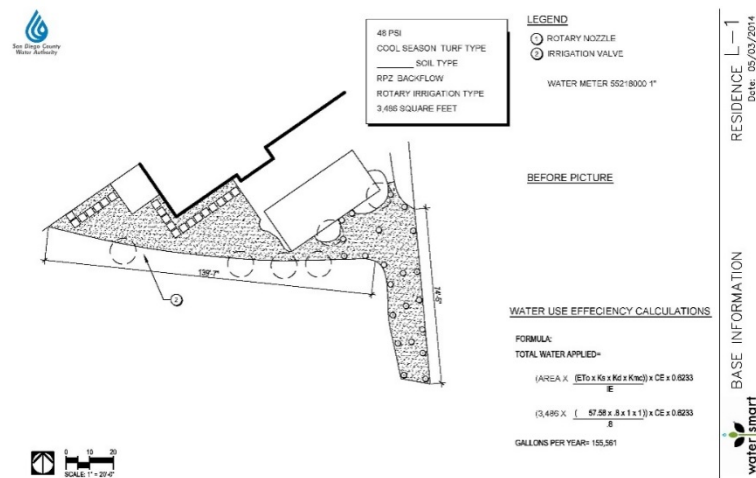 San Diego County
Water Authority
48 PSI
COOL SEASON TURF TYPE
________ SOIL TYPE
RPZ BACKFLOW
ROTARY IRRIGATION TYPE
3,486 SQUARE FEET
LEGEND
1 ROTARY NOZZLE
2 IRRIGATION VALVE
WATER METER 55218000 1"
BEFORE PICTURE
139'-7"
2
WATER USE EFFECIENCY CALCULATIONS
FORMULA:
TOTAL WATER APPLIED=
(AREA X (ETo x Ks x Kd x Kmc)) x CE x 0.6233
IE
(3,486 X ( 57.58 x .8 x 1 x 1)) x CE x 0.6233
.8
GALLONS PER YEAR= 155,561
0 10 20
SCALE: 1" = 20'-0"
RESIDENCE L-1
Date: 05/03/2014
BASE INFORMATION
water smart